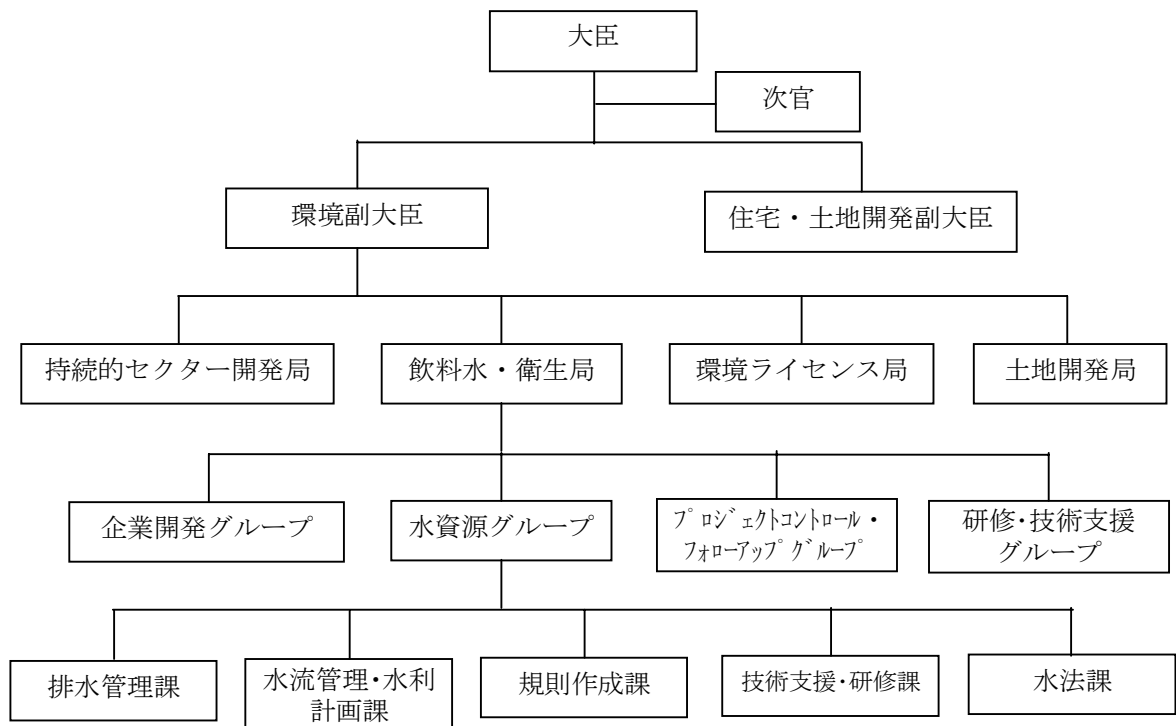 大臣
次官
環境副大臣
住宅・土地開発副大臣
持続的セクター開発局
飲料水・衛生局
環境ライセンス局
土地開発局
企業開発グループ
水資源グループ
プロジェクトコントロール・
フォローアップグループ
研修・技術支援
グループ
排水管理課
水流管理・水利
計画課
規則作成課
技術支援・研修課
水法課